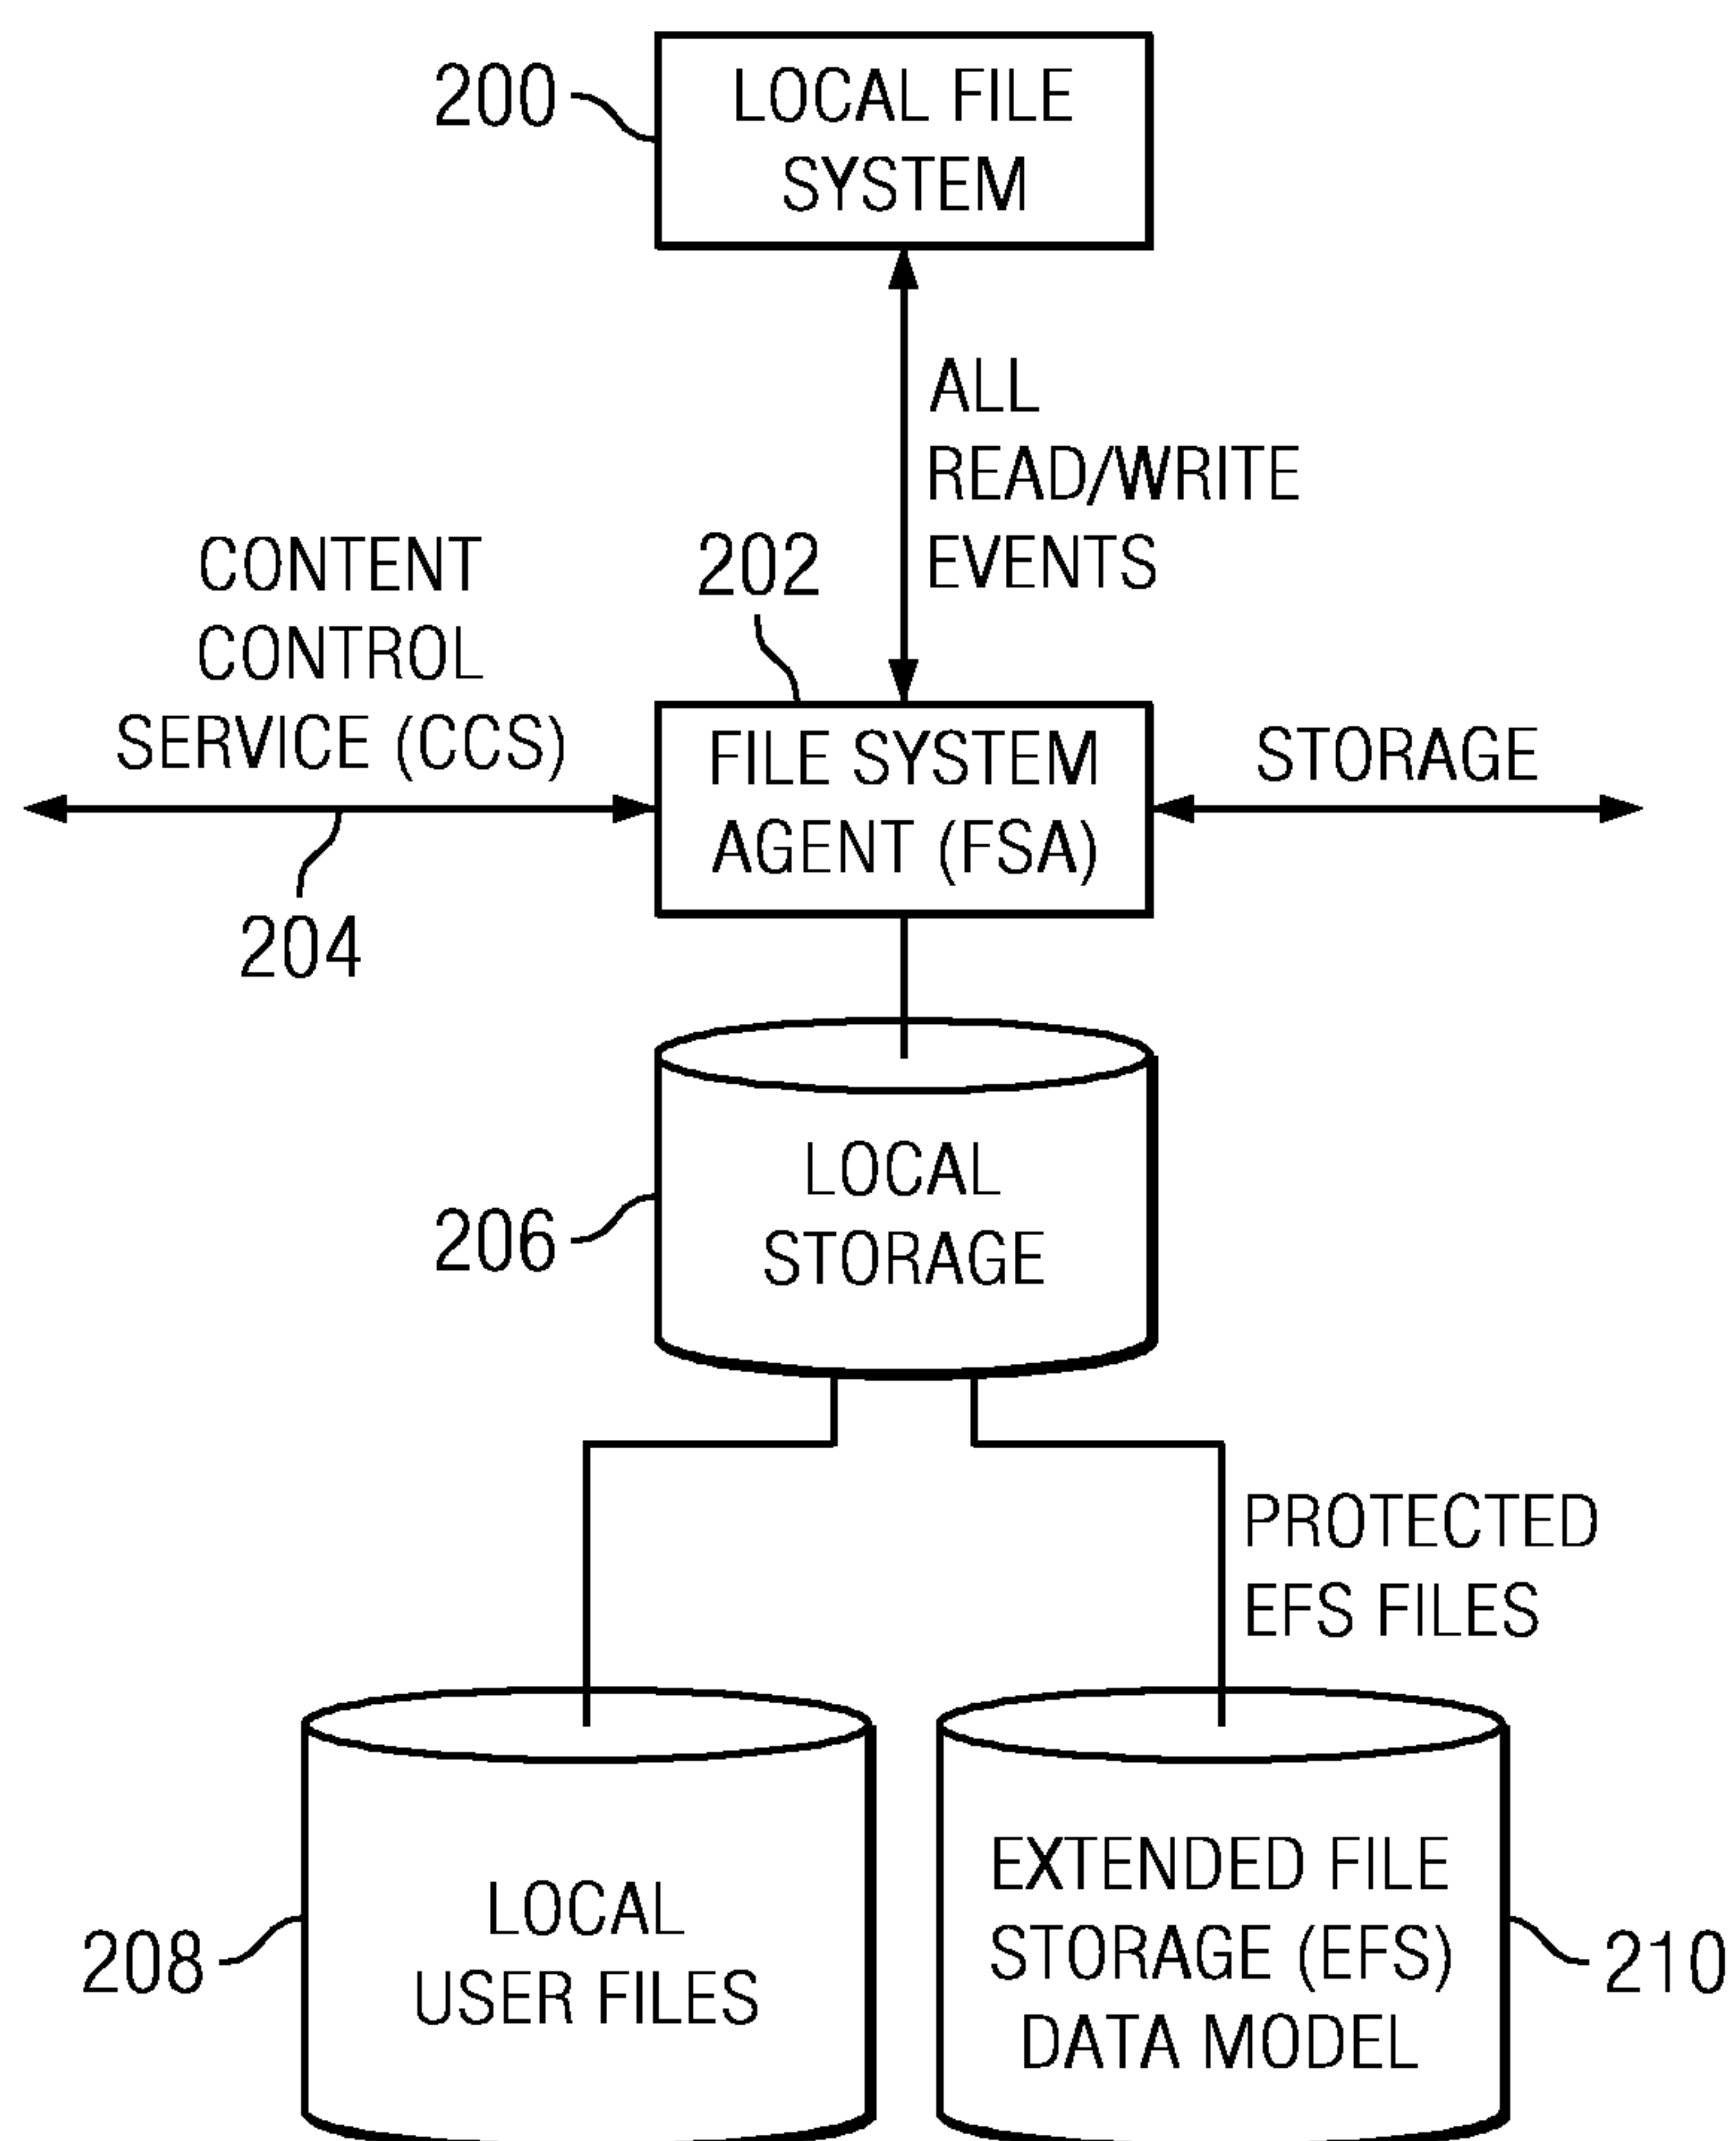 200
LOCAL FILE
SYSTEM
ALL
READ/WRITE
EVENTS
CONTENT
CONTROL
SERVICE (CCS)
202
FILE SYSTEM
AGENT (FSA)
STORAGE
204
LOCAL
STORAGE
206
PROTECTED
EFS FILES
LOCAL
USER FILES
208
EXTENDED FILE
STORAGE (EFS)
DATA MODEL
210